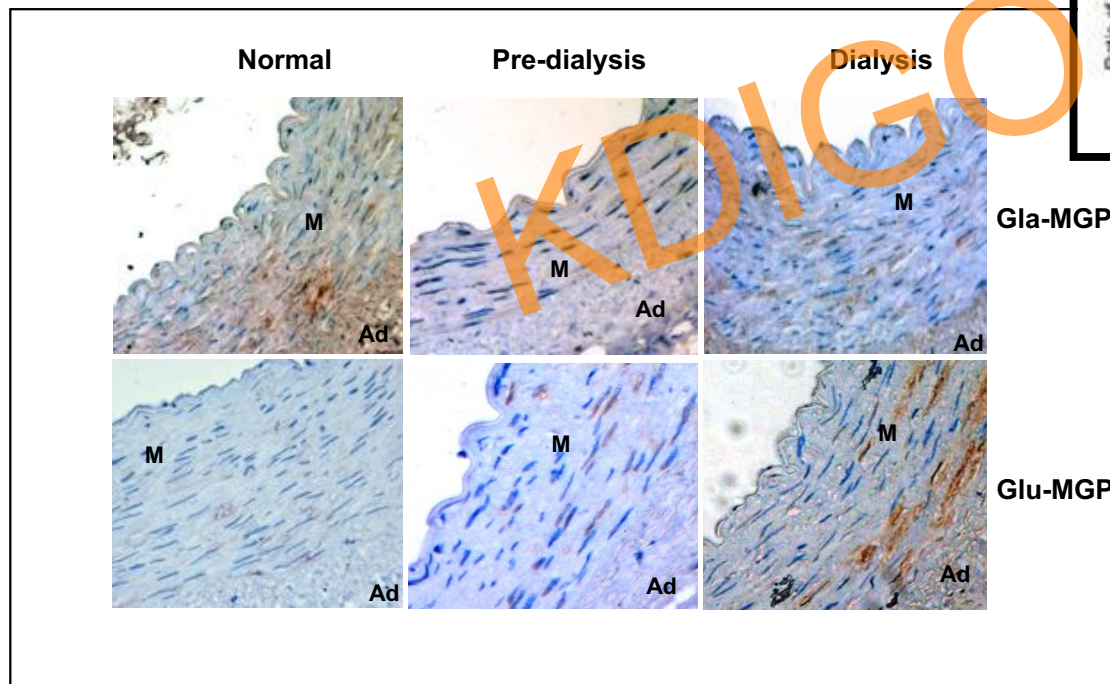 Normal Pre-dialysis Dialysis
KDIGO
M M M
Gla-MGP
Ad Ad Ad
M M M
Glu-MGP
Ad Ad Ad